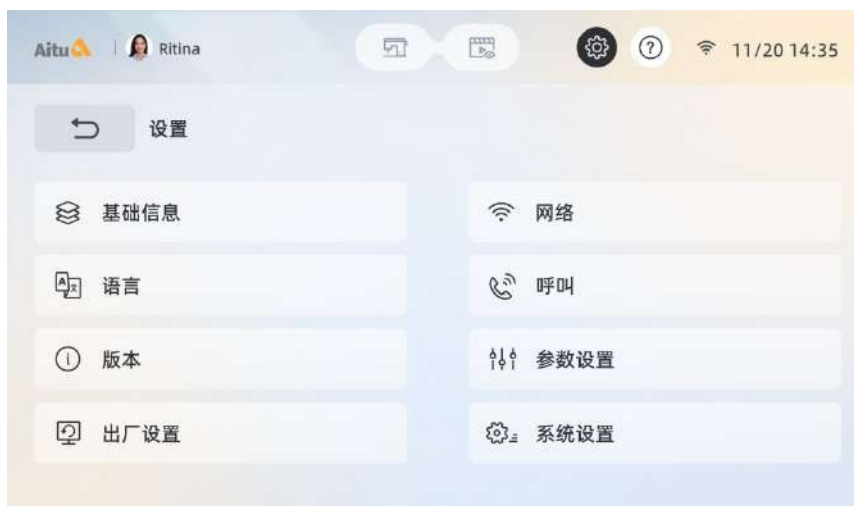 Aitu Ritina 11/20 14:35
设置
基础信息
网络
语言
呼叫
版本
参数设置
出厂设置
系统设置